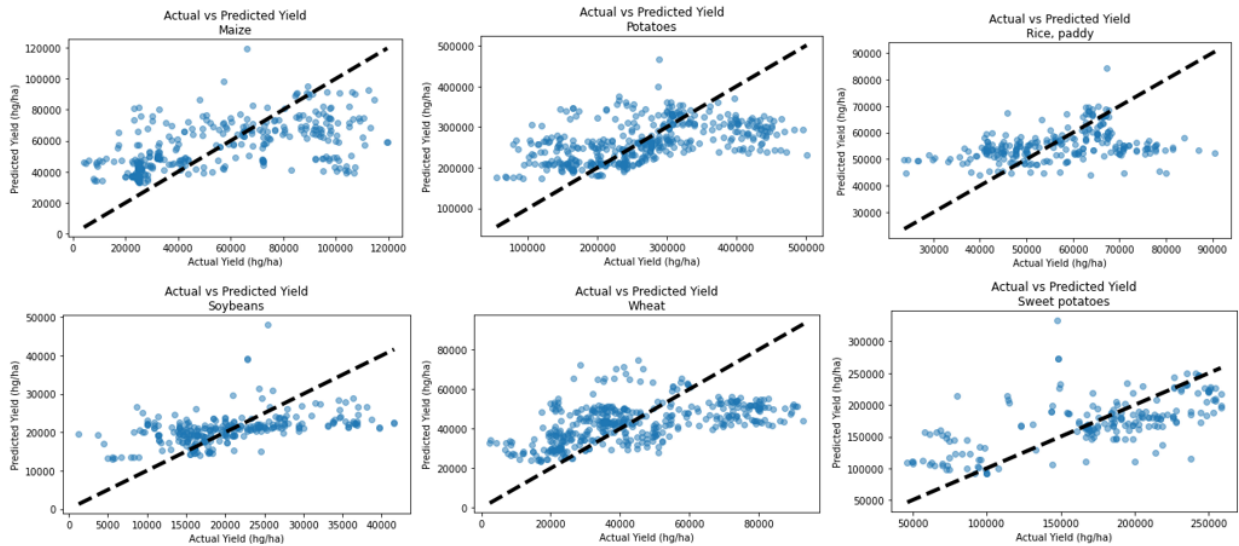 Actual vs Predicted Yield
Maize
120000
100000
80000
60000
40000
20000
0
Predicted Yield (hg/ha)
0 20000 40000 60000 80000 100000 120000
Actual Yield (hg/ha)
Actual vs Predicted Yield
Potatoes
500000
400000
300000
200000
100000
Predicted Yield (hg/ha)
100000 200000 300000 400000 500000
Actual Yield (hg/ha)
Actual vs Predicted Yield
Rice, paddy
90000
80000
70000
60000
50000
40000
30000
Predicted Yield (hg/ha)
30000 40000 50000 60000 70000 80000 90000
Actual Yield (hg/ha)
Actual vs Predicted Yield
Soybeans
50000
40000
30000
20000
10000
0
Predicted Yield (hg/ha)
0 5000 10000 15000 20000 25000 30000 35000 40000
Actual Yield (hg/ha)
Actual vs Predicted Yield
Wheat
80000
60000
40000
20000
0
Predicted Yield (hg/ha)
0 20000 40000 60000 80000
Actual Yield (hg/ha)
Actual vs Predicted Yield
Sweet potatoes
300000
250000
200000
150000
100000
50000
Predicted Yield (hg/ha)
50000 100000 150000 200000 250000
Actual Yield (hg/ha)